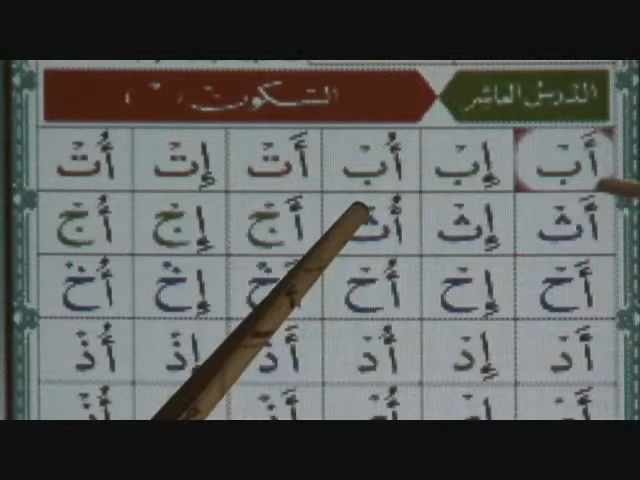 الدرس العاشر السكون ( ْ )
أَبْ إِبْ أُبْ أَتْ إِتْ أُتْ
أَثْ إِثْ أُثْ أَجْ إِجْ أُجْ
أَحْ إِحْ أُحْ أَخْ إِخْ أُخْ
أَدْ إِدْ أُدْ أَذْ إِذْ أُذْ